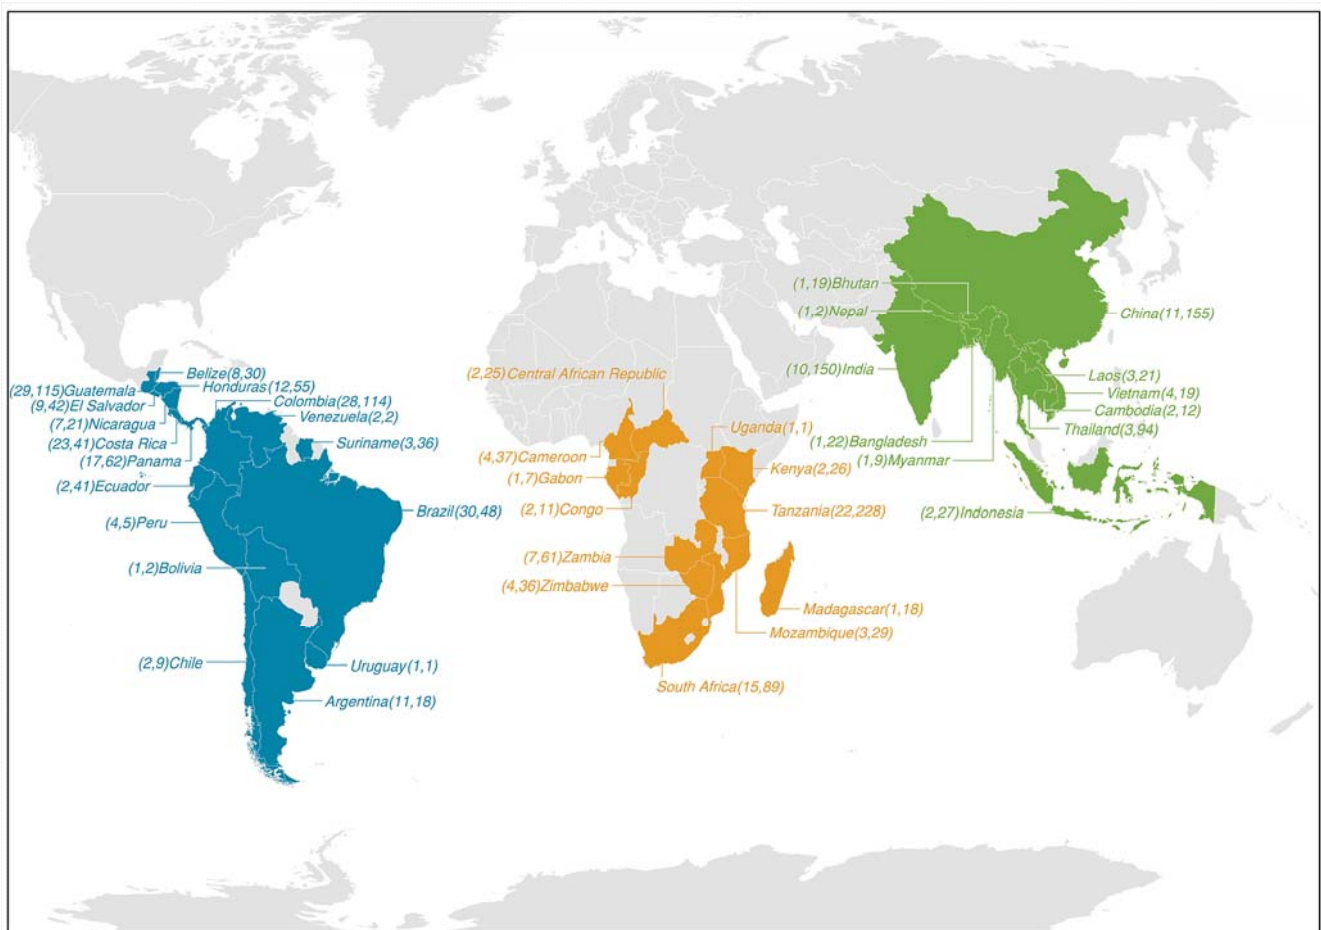 Belize(8,30)
(29,115)Guatemala
Honduras(12,55)
(9,42)El Salvador
Colombia(28,114)
Venezuela(2,2)
(7,21)Nicaragua
(23,41)Costa Rica
Suriname(3,36)
(17,62)Panama
(2,41)Ecuador
Brazil(30,48)
(4,5)Peru
(1,2)Bolivia
(2,9)Chile
Uruguay(1,1)
Argentina(11,18)
(2,25)Central African Republic
Uganda(1,1)
(4,37)Cameroon
Kenya(2,26)
(1,7)Gabon
(2,11)Congo
Tanzania(22,228)
(7,61)Zambia
(4,36)Zimbabwe
Madagascar(1,18)
Mozambique(3,29)
South Africa(15,89)
(1,19)Bhutan
(1,2)Nepal
China(11,155)
(10,150)India
Laos(3,21)
Vietnam(4,19)
Cambodia(2,12)
Thailand(3,94)
(1,22)Bangladesh
(1,9)Myanmar
(2,27)Indonesia